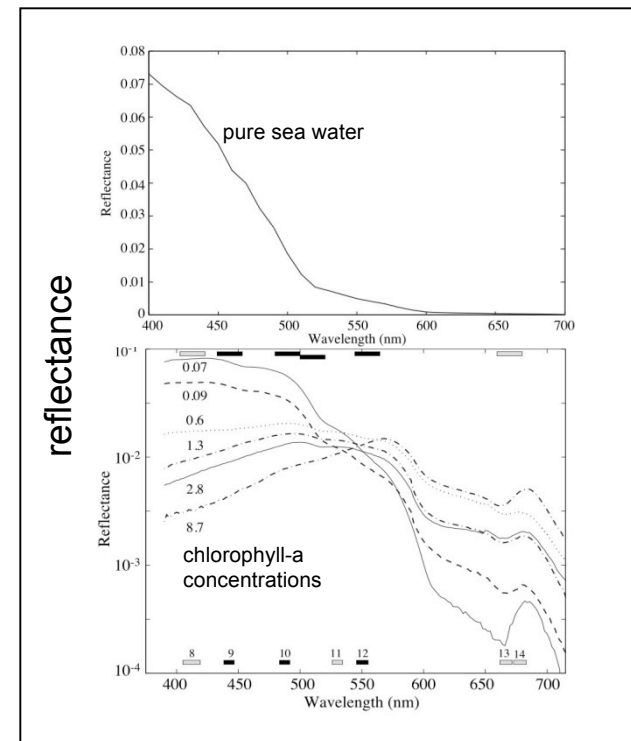 reflectance
0.08
0.07
0.06
0.05
0.04
0.03
0.02
0.01
0
Reflectance
pure sea water
400 450 500 550 600 650 700
Wavelength (nm)
10-1
10-2
10-3
10-4
Reflectance
0.07
0.09
0.6
1.3
2.8
8.7
chlorophyll-a
concentrations
8 9 10 11 12 13 14
400 450 500 550 600 650 700
Wavelength (nm)